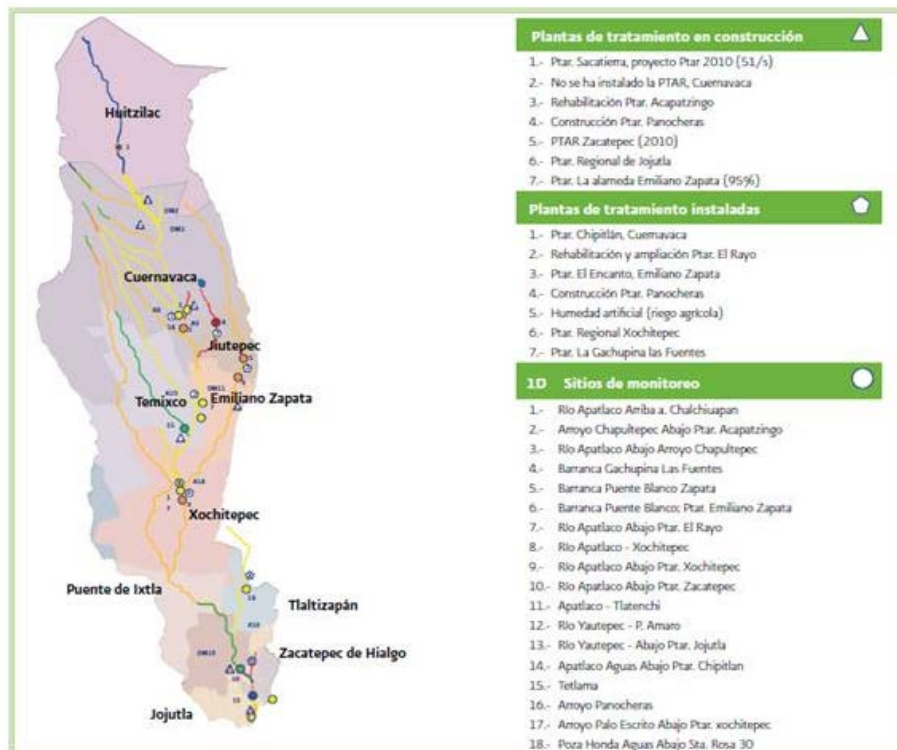 Huitzilac
Cuernavaca
Jiutepec
Temixco
Emiliano Zapata
Xochitepec
Puente de Ixtla
Tlaltizapán
Zacatepec de Hialgo
Jojutla
Plantas de tratamiento en construcción
1.- Ptar. Sacatierra, proyecto Ptar 2010 (51/s)
2.- No se ha instalado la PTAR, Cuernavaca
3.- Rehabilitación Ptar. Acapatzingo
4.- Construcción Ptar. Panocheras
5.- PTAR Zacatepec (2010)
6.- Ptar. Regional de Jojutla
7.- Ptar. La alameda Emiliano Zapata (95%)
Plantas de tratamiento instaladas
1.- Ptar. Chipitlán, Cuernavaca
2.- Rehabilitación y ampliación Ptar. El Rayo
3.- Ptar. El Encanto, Emiliano Zapata
4.- Construcción Ptar. Panocheras
5.- Humedad artificial (riego agrícola)
6.- Ptar. Regional Xochitepec
7.- Ptar. La Gachupina las Fuentes
1D Sitios de monitoreo
1.- Río Apatlaco Arriba a. Chalchiuapan
2.- Arroyo Chapultepec Abajo Ptar. Acapatzingo
3.- Río Apatlaco Abajo Arroyo Chapultepec
4.- Barranca Gachupina Las Fuentes
5.- Barranca Puente Blanco Zapata
6.- Barranca Puente Blanco; Ptar. Emiliano Zapata
7.- Río Apatlaco Abajo Ptar. El Rayo
8.- Río Apatlaco - Xochitepec
9.- Río Apatlaco Abajo Ptar. Xochitepec
10.- Río Apatlaco Abajo Ptar. Zacatepec
11.- Apatlaco - Tlatenchi
12.- Río Yautepec - P. Amaro
13.- Río Yautepec - Abajo Ptar. Jojutla
14.- Apatlaco Aguas Abajo Ptar. Chipitlan
15.- Tetlama
16.- Arroyo Panocheras
17.- Arroyo Palo Escrito Abajo Ptar. xochitepec
18.- Poza Honda Aguas Abajo Sta. Rosa 30